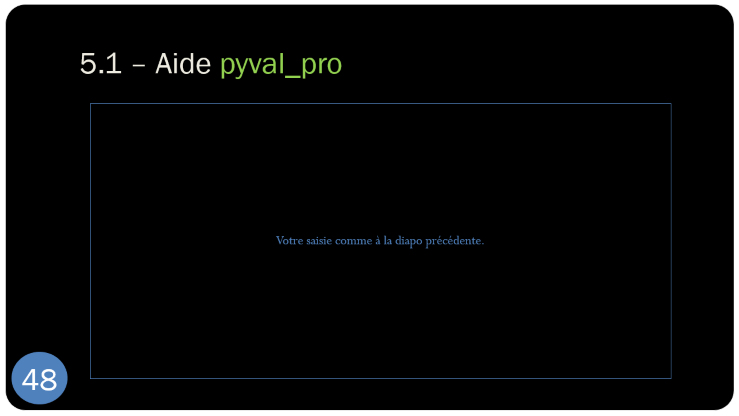 5.1 – Aide pyval_pro
Votre saisie comme à la diapo précédente.
48